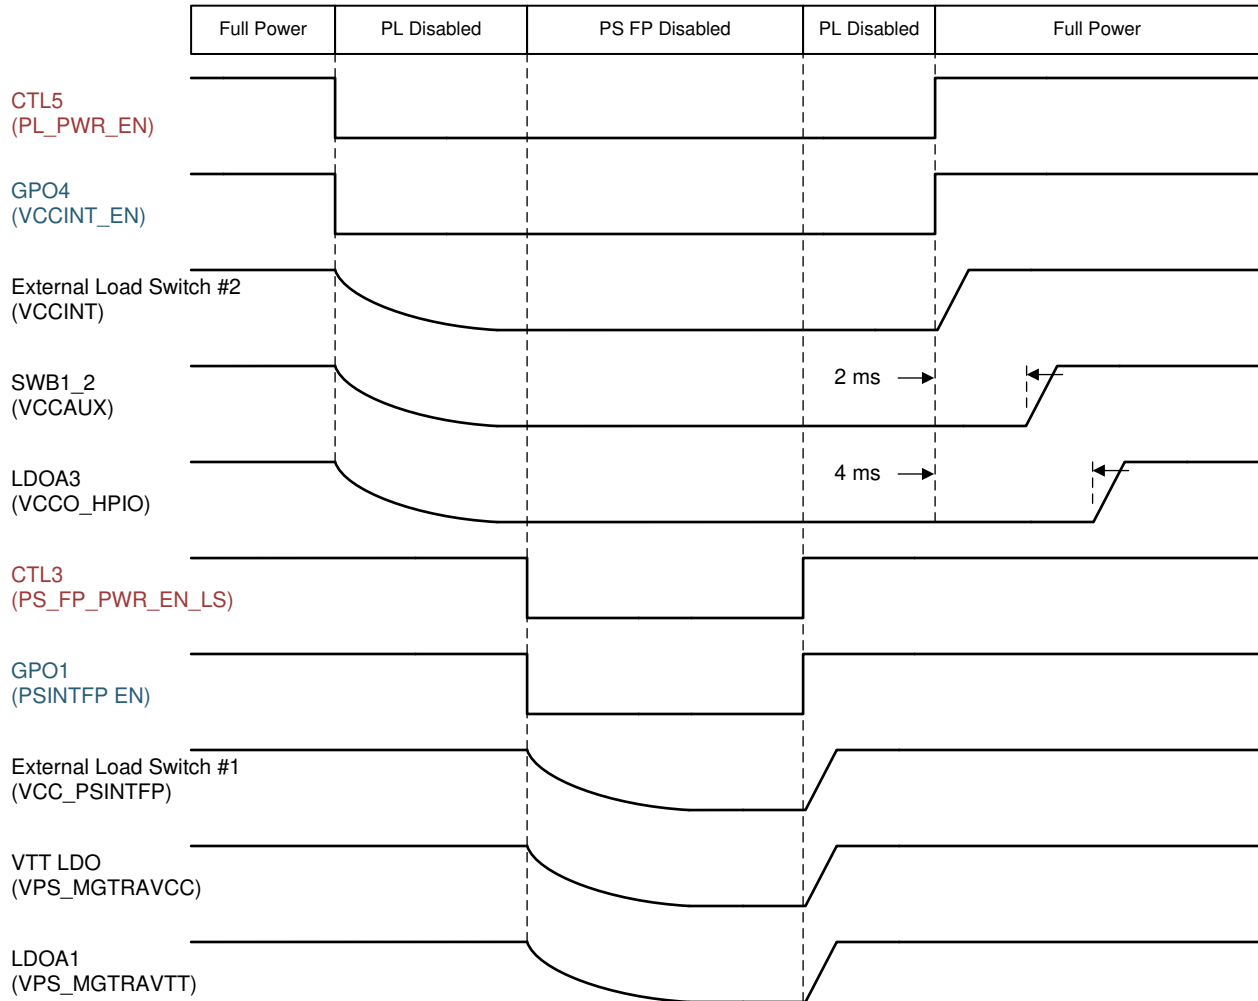 Full Power
PL Disabled
PS FP Disabled
PL Disabled
Full Power
CTL5
(PL_PWR_EN)
GPO4
(VCCINT_EN)
External Load Switch #2
(VCCINT)
SWB1_2
(VCCAUX)
2 ms
LDOA3
(VCCO_HPIO)
4 ms
CTL3
(PS_FP_PWR_EN_LS)
GPO1
(PSINTFP EN)
External Load Switch #1
(VCC_PSINTFP)
VTT LDO
(VPS_MGTRAVCC)
LDOA1
(VPS_MGTRAVTT)